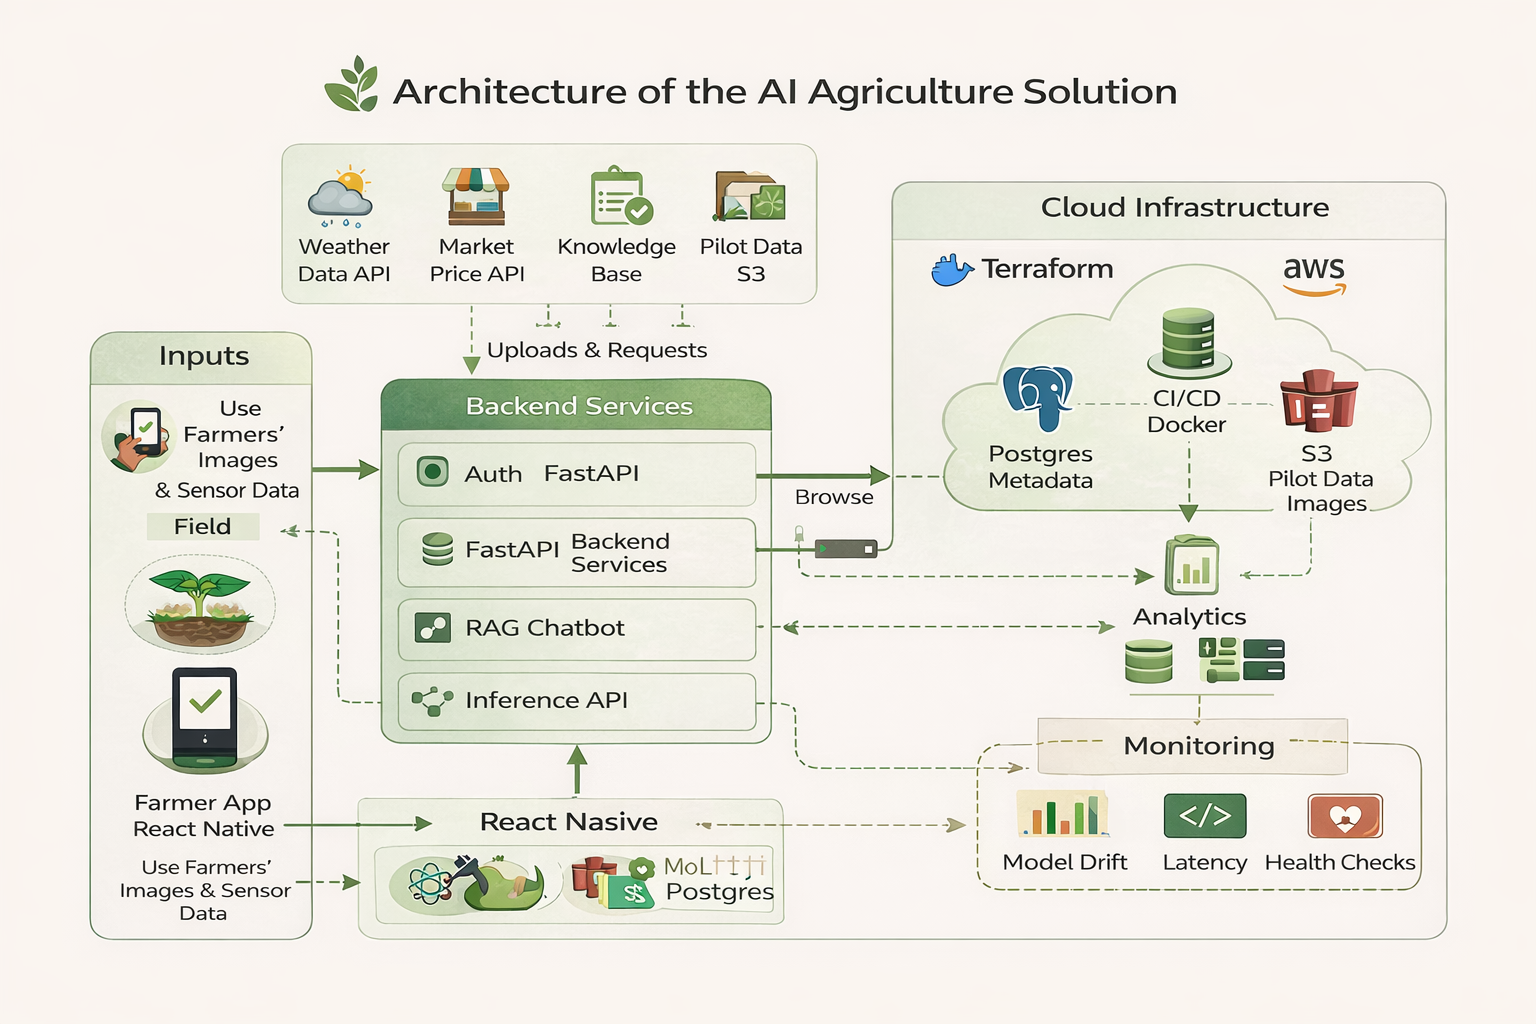 Architecture of the AI Agriculture Solution
Weather
Data API
Market
Price API
Knowledge
Base
Pilot Data
S3
Uploads & Requests
Inputs
Use
Farmers’
Images
& Sensor Data
Field
Farmer App
React Native
Use Farmers’
Images & Sensor
Data
Backend Services
Auth FastAPI
FastAPI Backend
Services
RAG Chatbot
Inference API
React Nasive
Postgres
Browse
Cloud Infrastructure
Terraform
aws
CI/CD
Docker
Postgres
Metadata
S3
Pilot Data
Images
Analytics
Monitoring
Model Drift
Latency
Health Checks